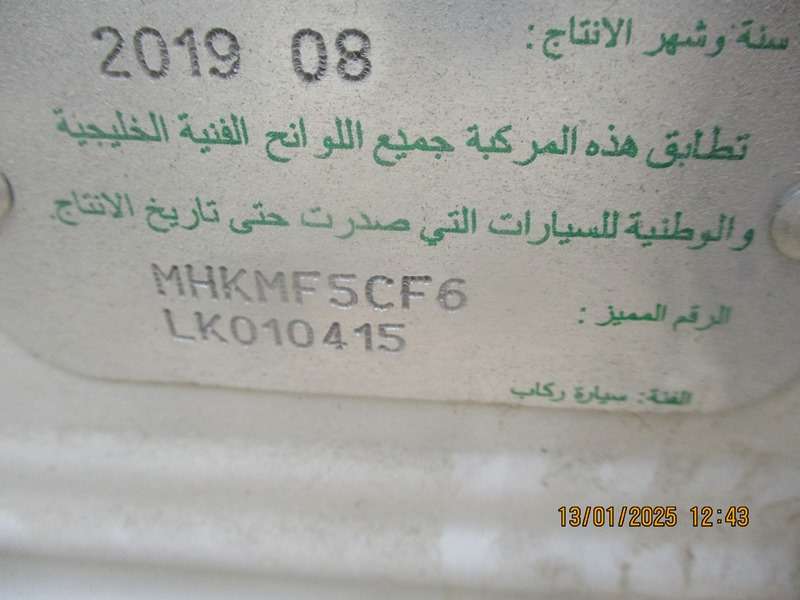 سنة وشهر الانتاج: 2019 08
تطابق هذه المركبة جميع اللوائح الفنية الخليجية
والوطنية للسيارات التي صدرت حتى تاريخ الانتاج.
الرقم المميز : MHKMF5CF6
LK010415
الفئة: سيارة ركاب
13/01/2025 12:43